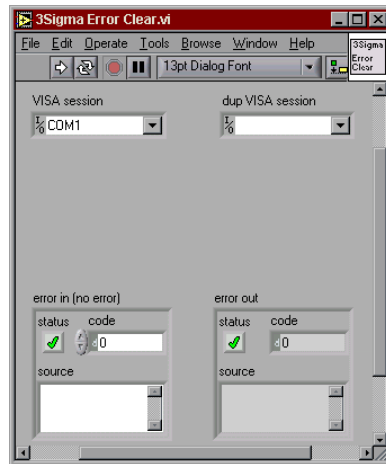 3Sigma Error Clear.vi
File Edit Operate Tools Browse Window Help
13pt Dialog Font
3Sigma
Error
Clear
VISA session
dup VISA session
I/O COM1
I/O
error in (no error)
error out
status code
status code
d 0
d 0
source
source